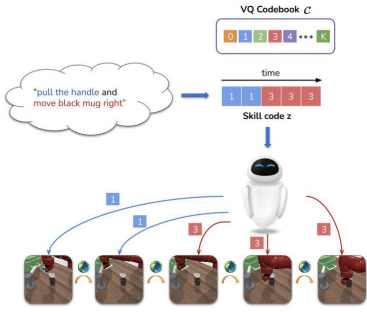 VQ Codebook C
0 1 2 3 4 ••• K
"pull the handle and
move black mug right"
time
1 1 3 3 3
Skill code z
1
1
3
3
3